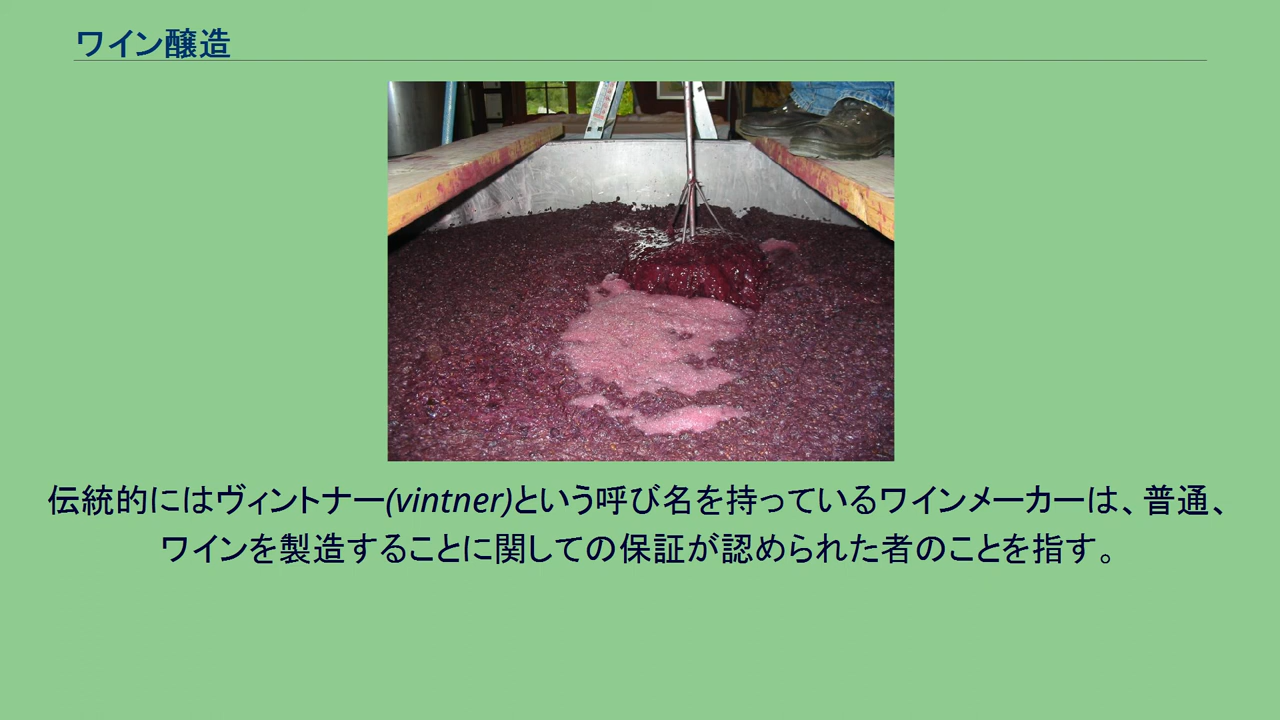 ワイン醸造
伝統的にはヴィントナー(vintner)という呼び名を持っているワインメーカーは、普通、
ワインを製造することに関しての保証が認められた者のことを指す。